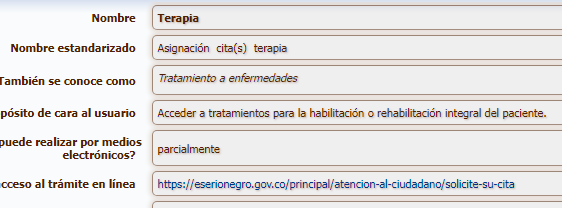 Nombre Terapia
Nombre estandarizado Asignación cita(s) terapia
También se conoce como Tratamiento a enfermedades
pósito de cara al usuario Acceder a tratamientos para la habilitación o rehabilitación integral del paciente.
puede realizar por medios
electrónicos? parcialmente
acceso al trámite en línea https://eserionegro.gov.co/principal/atencion-al-ciudadano/solicite-su-cita